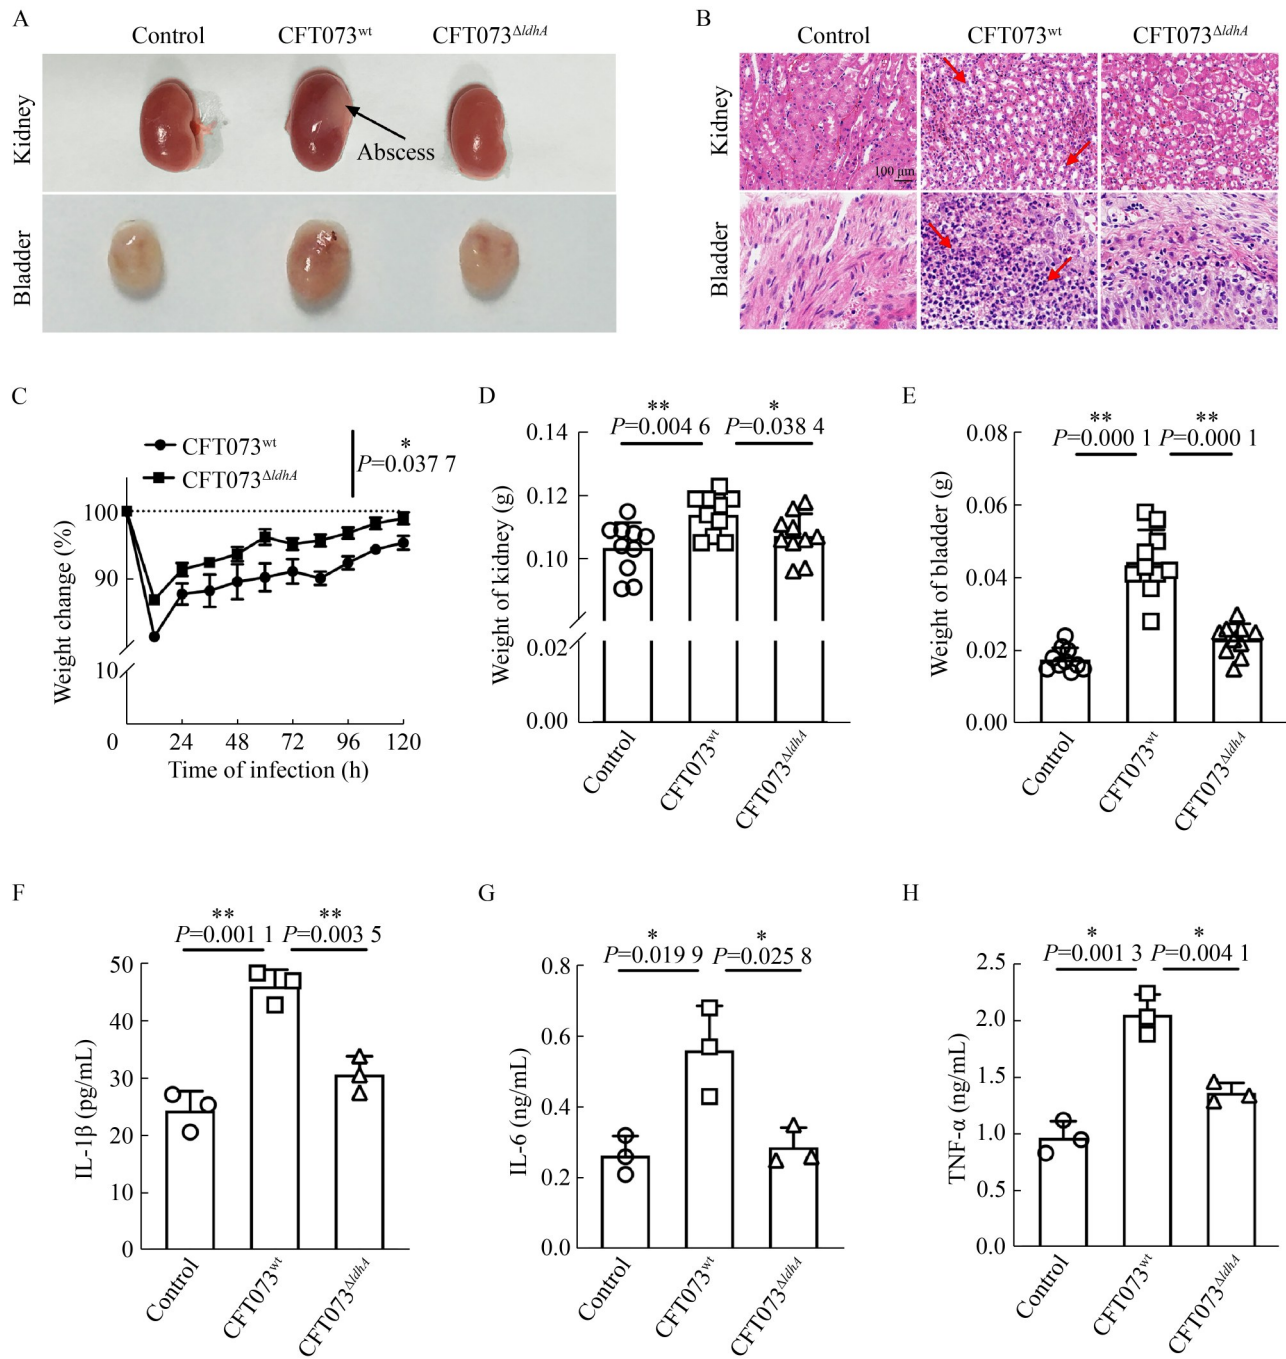 A
Control
CFT073wt
CFT073ΔldhA
Kidney
Abscess
Bladder
B
Control
CFT073wt
CFT073ΔldhA
Kidney
100 μm
Bladder
C
CFT073wt
CFT073ΔldhA
*
P=0.037 7
Weight change (%)
100
90
10
0 24 48 72 96 120
Time of infection (h)
D
** *
P=0.004 6 P=0.038 4
Weight of kidney (g)
0.14
0.12
0.10
0.02
0.00
Control
CFT073wt
CFT073ΔldhA
E
** **
P=0.000 1 P=0.000 1
Weight of bladder (g)
0.08
0.06
0.04
0.02
0.00
Control
CFT073wt
CFT073ΔldhA
F
** **
P=0.001 1 P=0.003 5
IL-1β (pg/mL)
50
40
30
20
10
0
Control
CFT073wt
CFT073ΔldhA
G
* *
P=0.019 9 P=0.025 8
IL-6 (ng/mL)
0.8
0.6
0.4
0.2
0.0
Control
CFT073wt
CFT073ΔldhA
H
* *
P=0.001 3 P=0.004 1
TNF-α (ng/mL)
2.5
2.0
1.5
1.0
0.5
0.0
Control
CFT073wt
CFT073ΔldhA